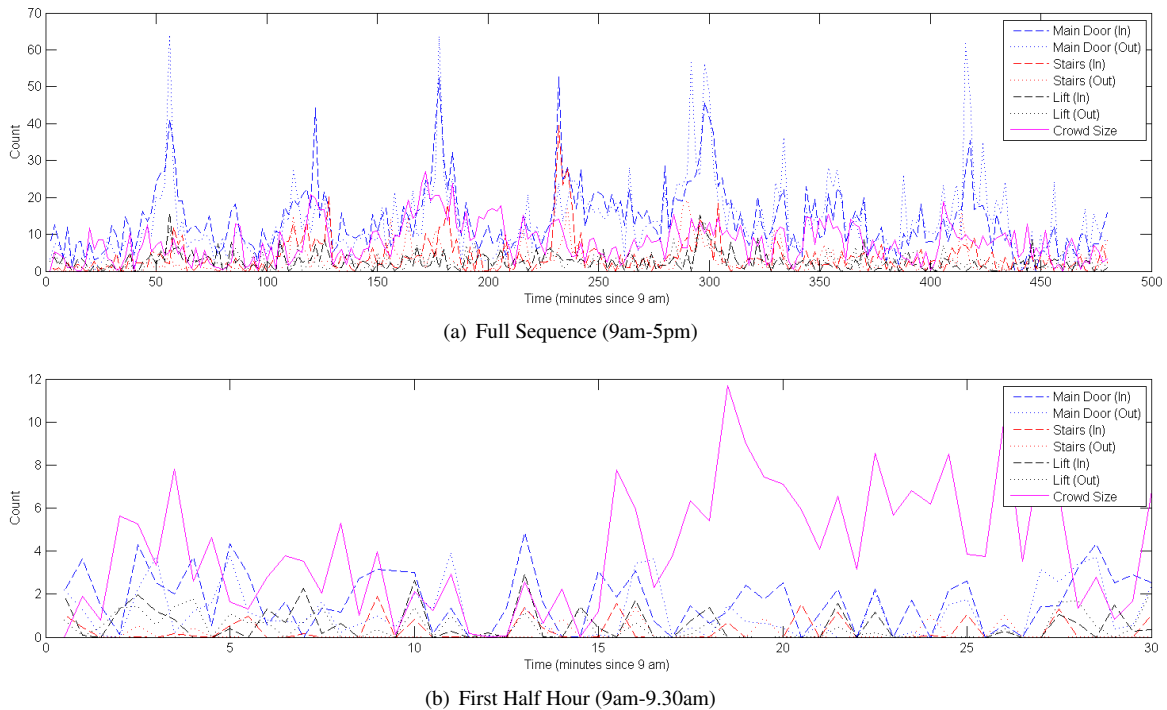 70
60
50
40
30
20
10
0
Count
0 50 100 150 200 250 300 350 400 450 500
Time (minutes since 9 am)
Main Door (In)
Main Door (Out)
Stairs (In)
Stairs (Out)
Lift (In)
Lift (Out)
Crowd Size
(a) Full Sequence (9am-5pm)
12
10
8
6
4
2
0
Count
0 5 10 15 20 25 30
Time (minutes since 9 am)
Main Door (In)
Main Door (Out)
Stairs (In)
Stairs (Out)
Lift (In)
Lift (Out)
Crowd Size
(b) First Half Hour (9am-9.30am)